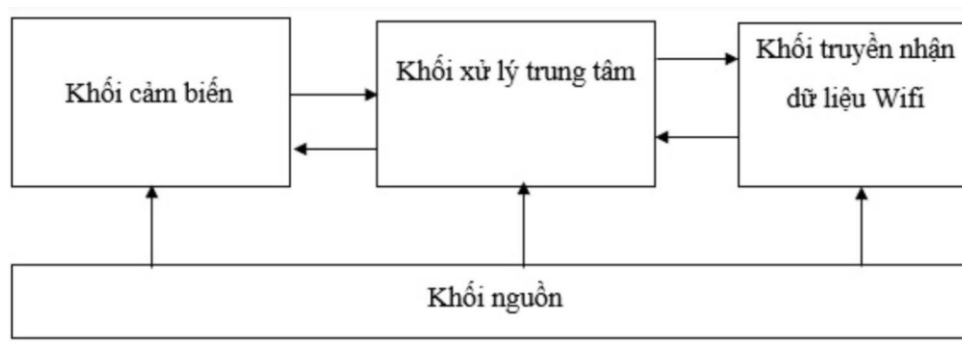 Khối cảm biến
Khối xử lý trung tâm
Khối truyền nhận
dữ liệu Wifi
Khối nguồn